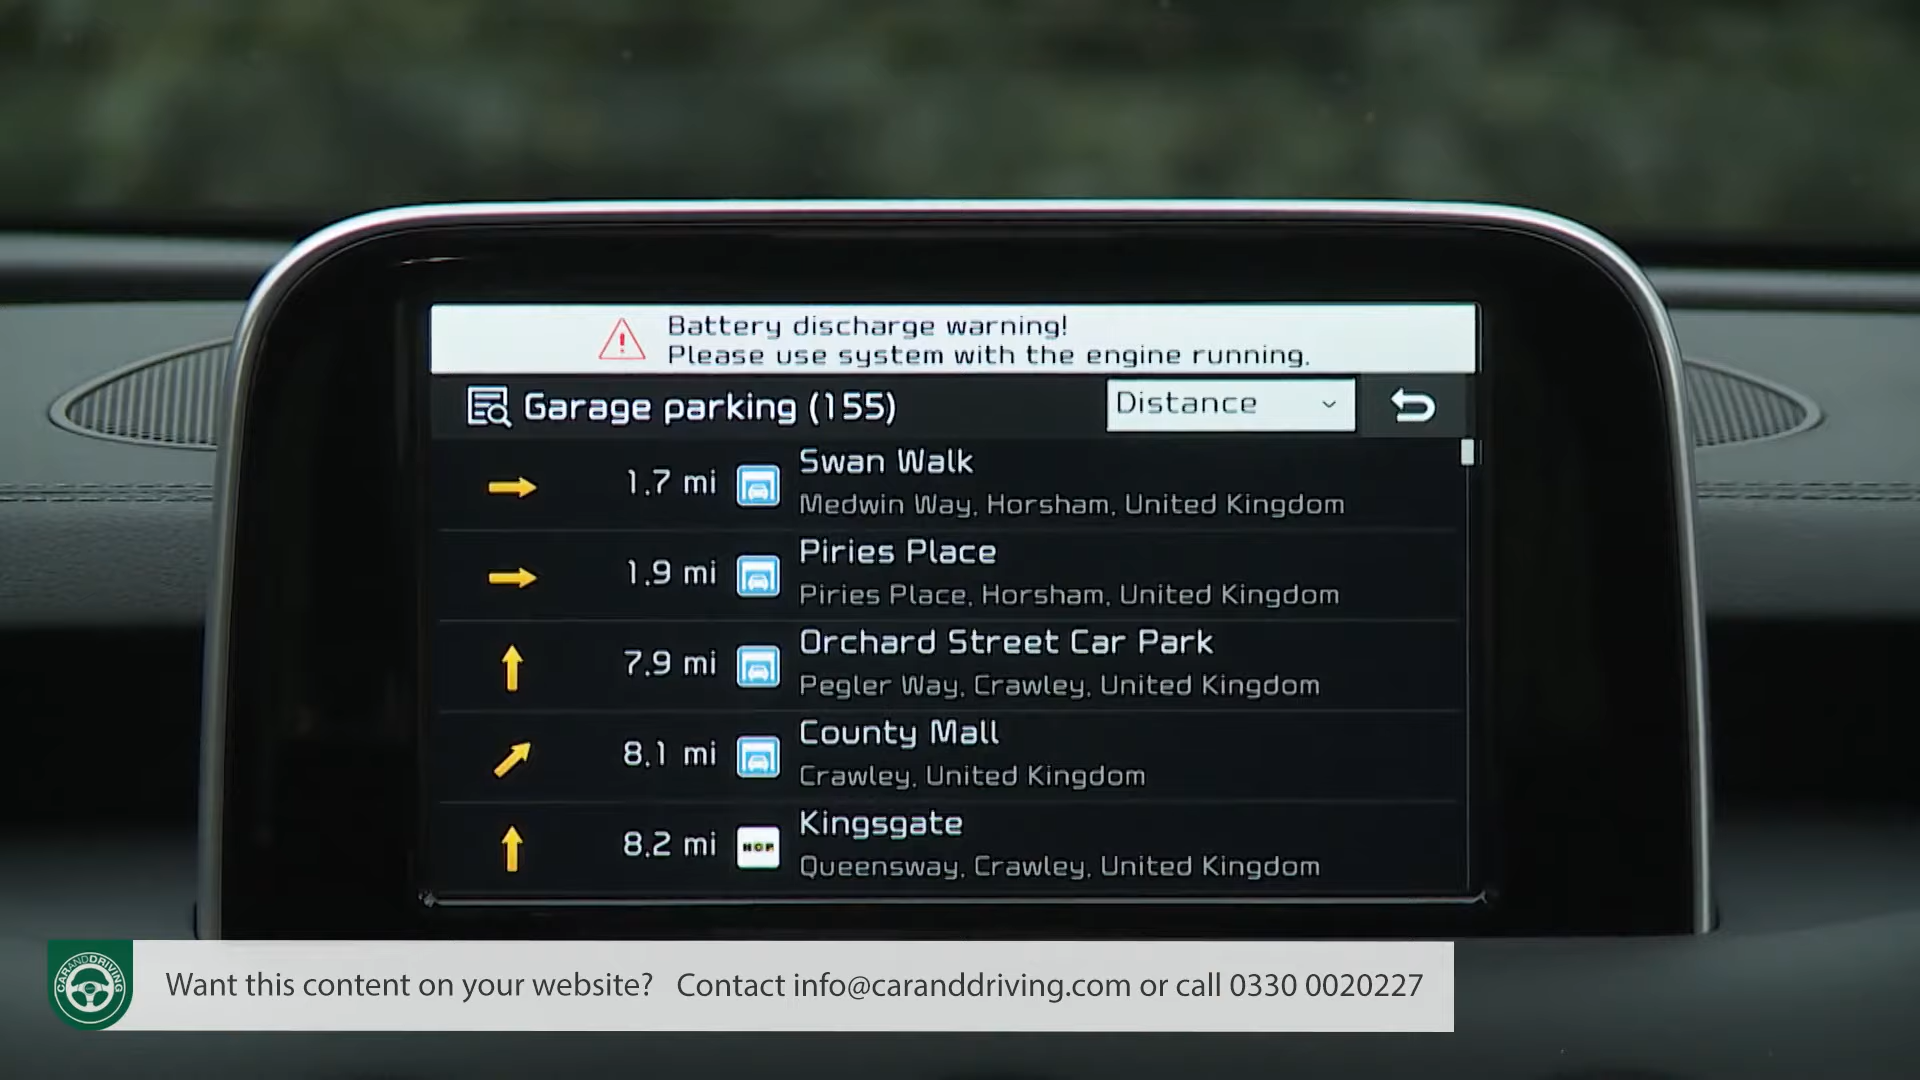 Battery discharge warning!
Please use system with the engine running.
Garage parking (155)
Distance
1.7 mi
Swan Walk
Medwin Way, Horsham, United Kingdom
1.9 mi
Piries Place
Piries Place, Horsham, United Kingdom
7.9 mi
Orchard Street Car Park
Pegler Way, Crawley, United Kingdom
8.1 mi
County Mall
Crawley, United Kingdom
8.2 mi
NCP
Kingsgate
Queensway, Crawley, United Kingdom
CARANDDRIVING
Want this content on your website? Contact info@caranddriving.com or call 0330 0020227